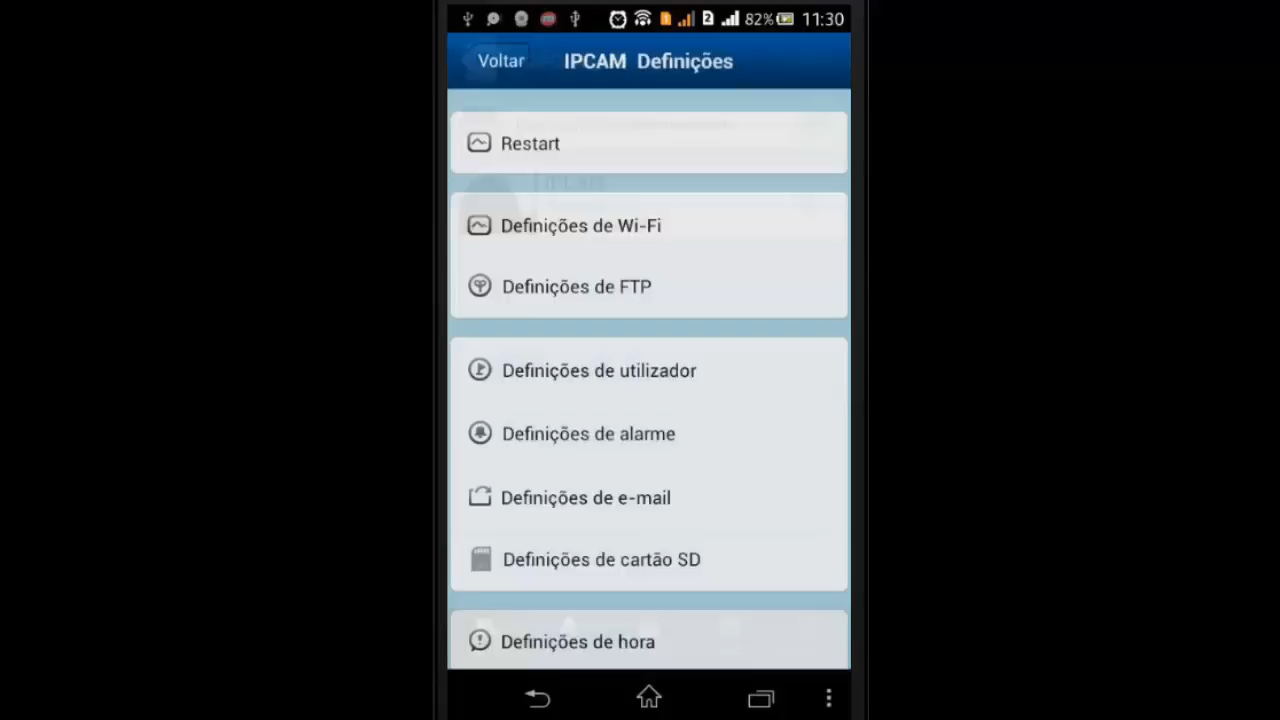 82% 11:30
Voltar IPCAM Definições
Restart
Definições de Wi-Fi
Definições de FTP
Definições de utilizador
Definições de alarme
Definições de e-mail
Definições de cartão SD
Definições de hora